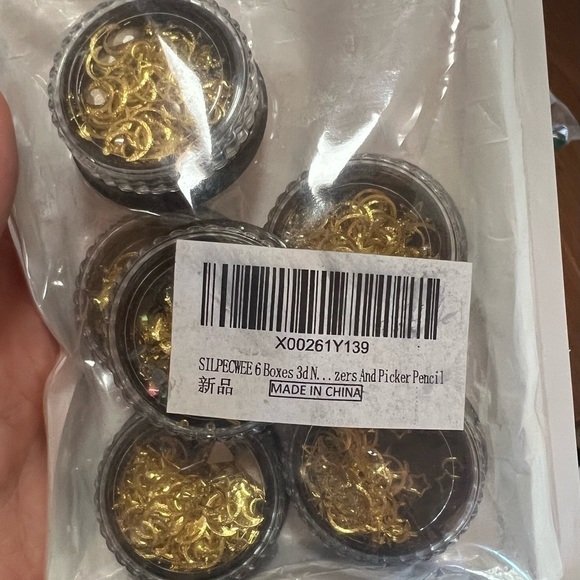 X00261Y139
SILPECWEE 6 Boxes 3d N...zers And Picker Pencil
新品 MADE IN CHINA